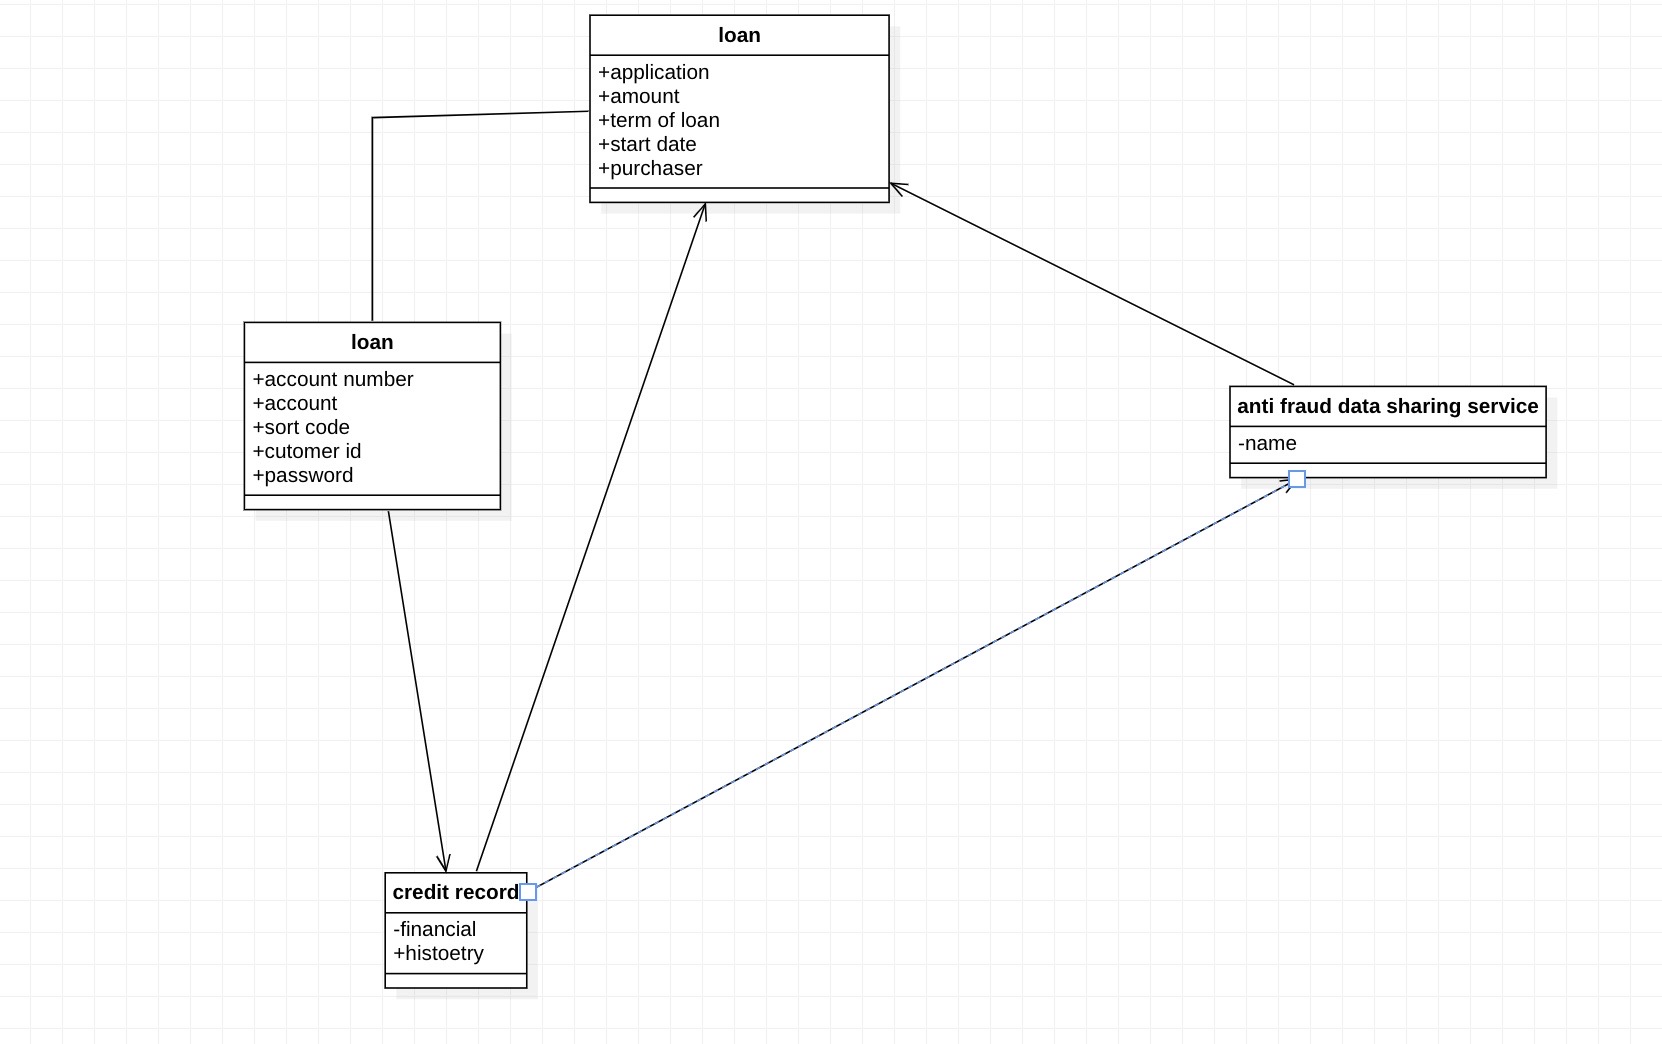 loan
+application
+amount
+term of loan
+start date
+purchaser
loan
+account number
+account
+sort code
+cutomer id
+password
anti fraud data sharing service
-name
credit record
-financial
+histoetry